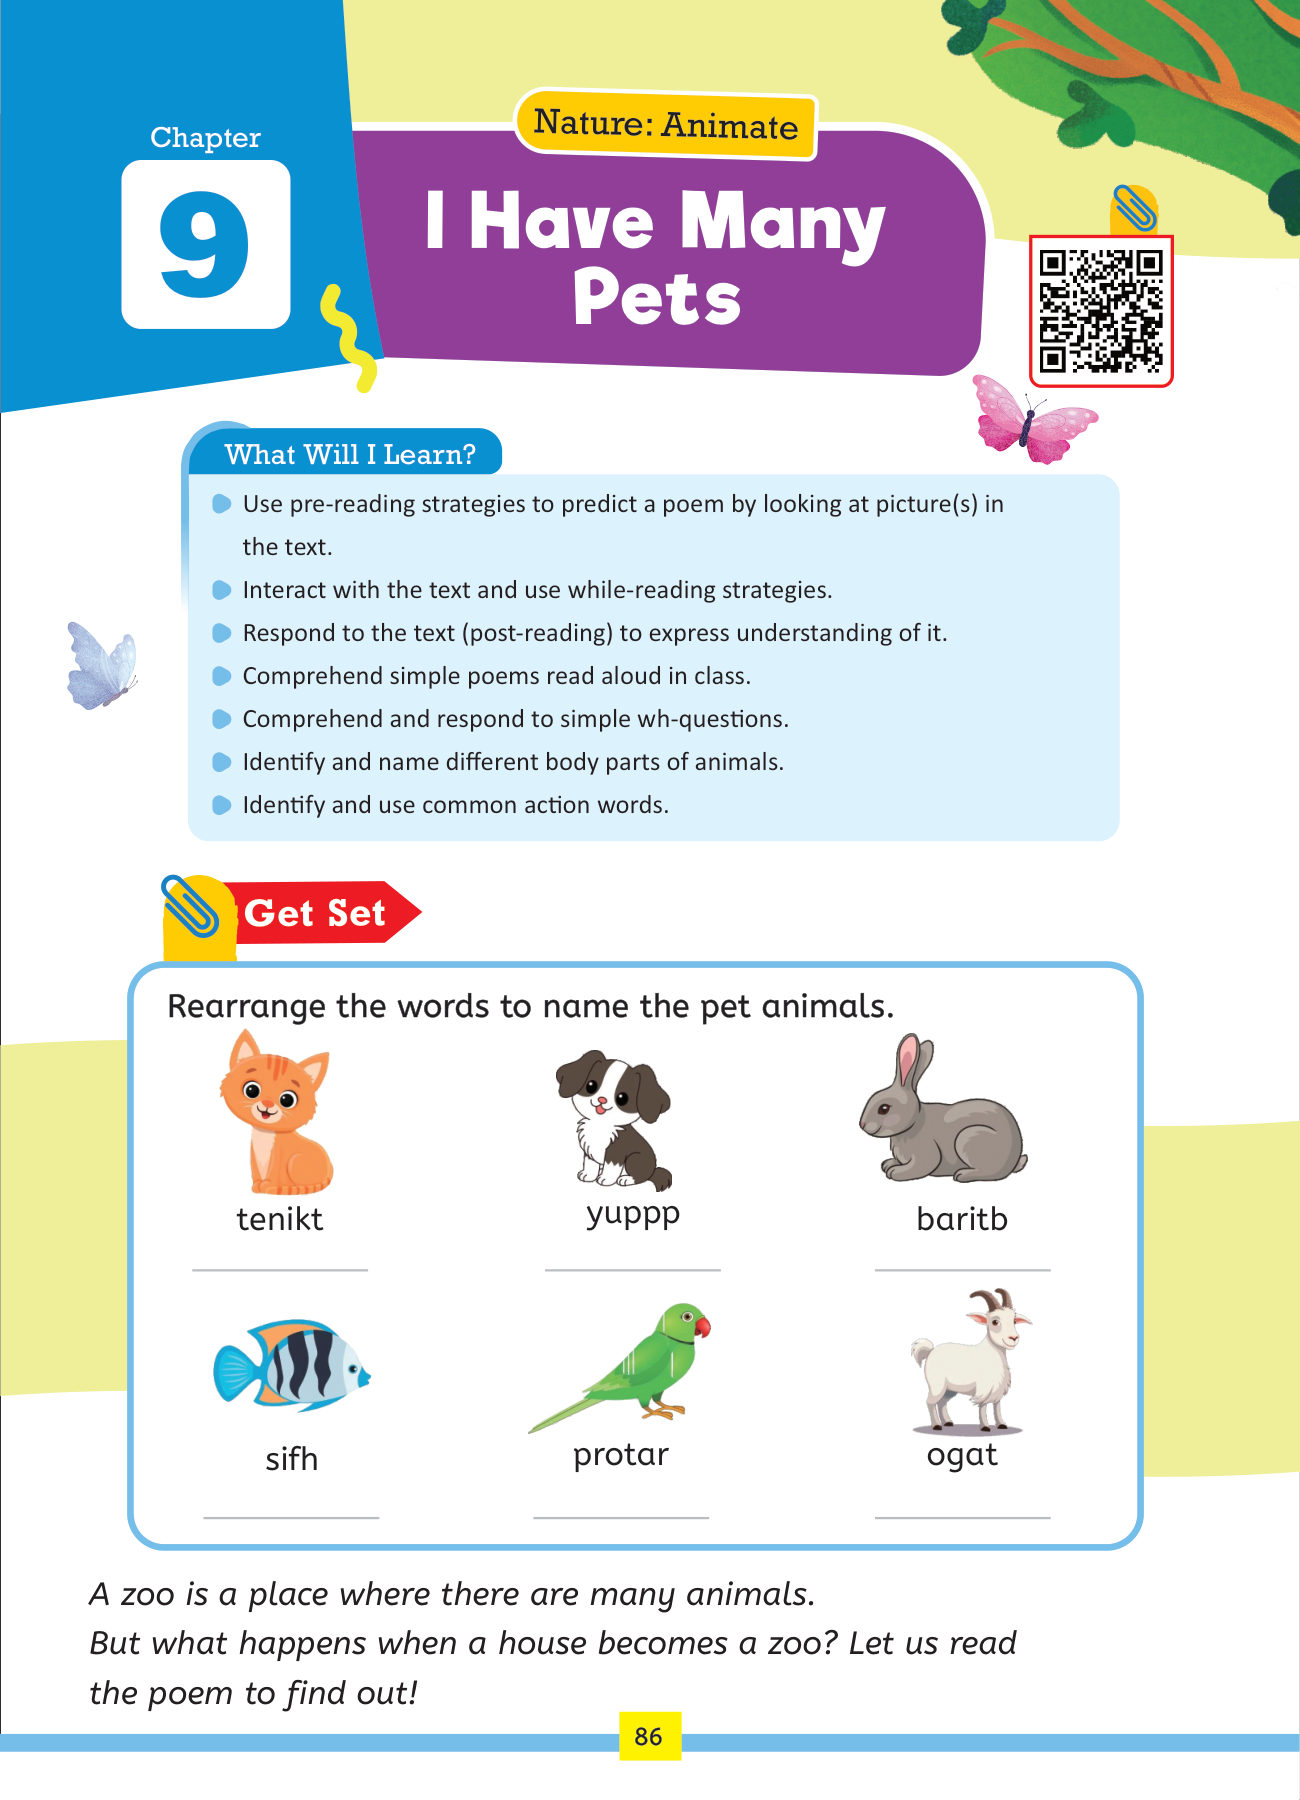 Chapter
9
Nature: Animate
I Have Many
Pets
What Will I Learn?
Use pre-reading strategies to predict a poem by looking at picture(s) in
the text.
Interact with the text and use while-reading strategies.
Respond to the text (post-reading) to express understanding of it.
Comprehend simple poems read aloud in class.
Comprehend and respond to simple wh-questions.
Identify and name different body parts of animals.
Identify and use common action words.
Get Set
Rearrange the words to name the pet animals.
tenikt
yuppp
baritb
sifh
protar
ogat
A zoo is a place where there are many animals.
But what happens when a house becomes a zoo? Let us read
the poem to find out!
86